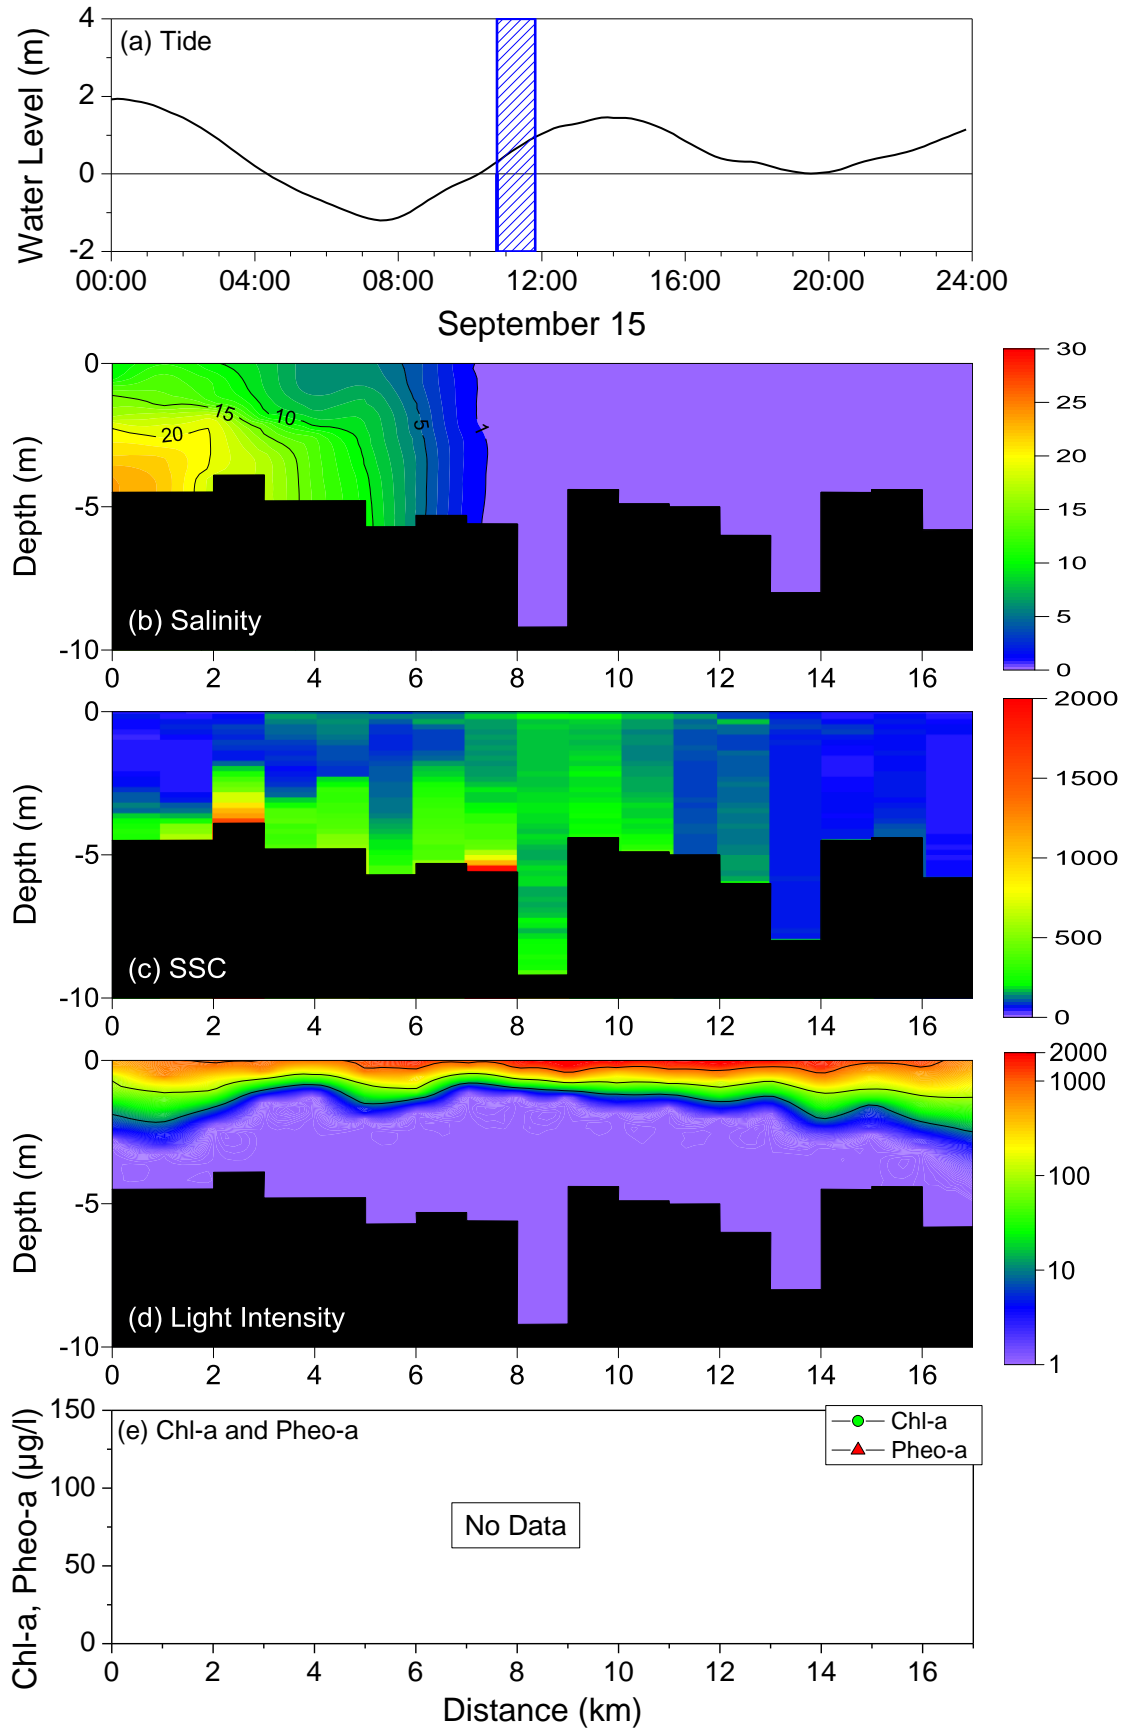 4
(a) Tide
2
0
-2
Water Level (m)
00:00 04:00 08:00 12:00 16:00 20:00 24:00
September 15
0
-5
-10
Depth (m)
15
10
20
5
1
(b) Salinity
0 2 4 6 8 10 12 14 16
30
25
20
15
10
5
0
0
-5
-10
Depth (m)
(c) SSC
0 2 4 6 8 10 12 14 16
2000
1500
1000
500
0
0
-5
-10
Depth (m)
(d) Light Intensity
0 2 4 6 8 10 12 14 16
2000
1000
100
10
1
150
100
50
0
Chl-a, Pheo-a (µg/l)
(e) Chl-a and Pheo-a
Chl-a
Pheo-a
No Data
0 2 4 6 8 10 12 14 16
Distance (km)